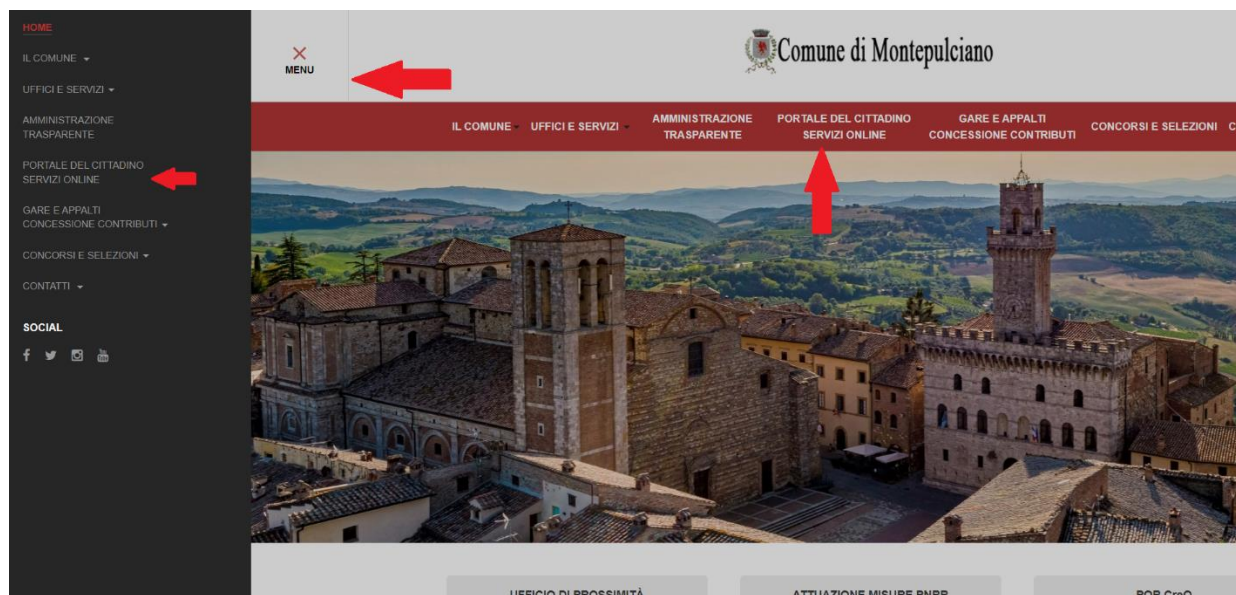 HOME
IL COMUNE
UFFICI E SERVIZI
AMMINISTRAZIONE
TRASPARENTE
PORTALE DEL CITTADINO
SERVIZI ONLINE
GARE E APPALTI
CONCESSIONE CONTRIBUTI
CONCORSI E SELEZIONI
CONTATTI
SOCIAL
MENU
Comune di Montepulciano
IL COMUNE
UFFICI E SERVIZI
AMMINISTRAZIONE
TRASPARENTE
PORTALE DEL CITTADINO
SERVIZI ONLINE
GARE E APPALTI
CONCESSIONE CONTRIBUTI
CONCORSI E SELEZIONI
C
UFFICIO DI PROSSIMITÀ
ATTUAZIONE MISURE PNRR
POR CreO